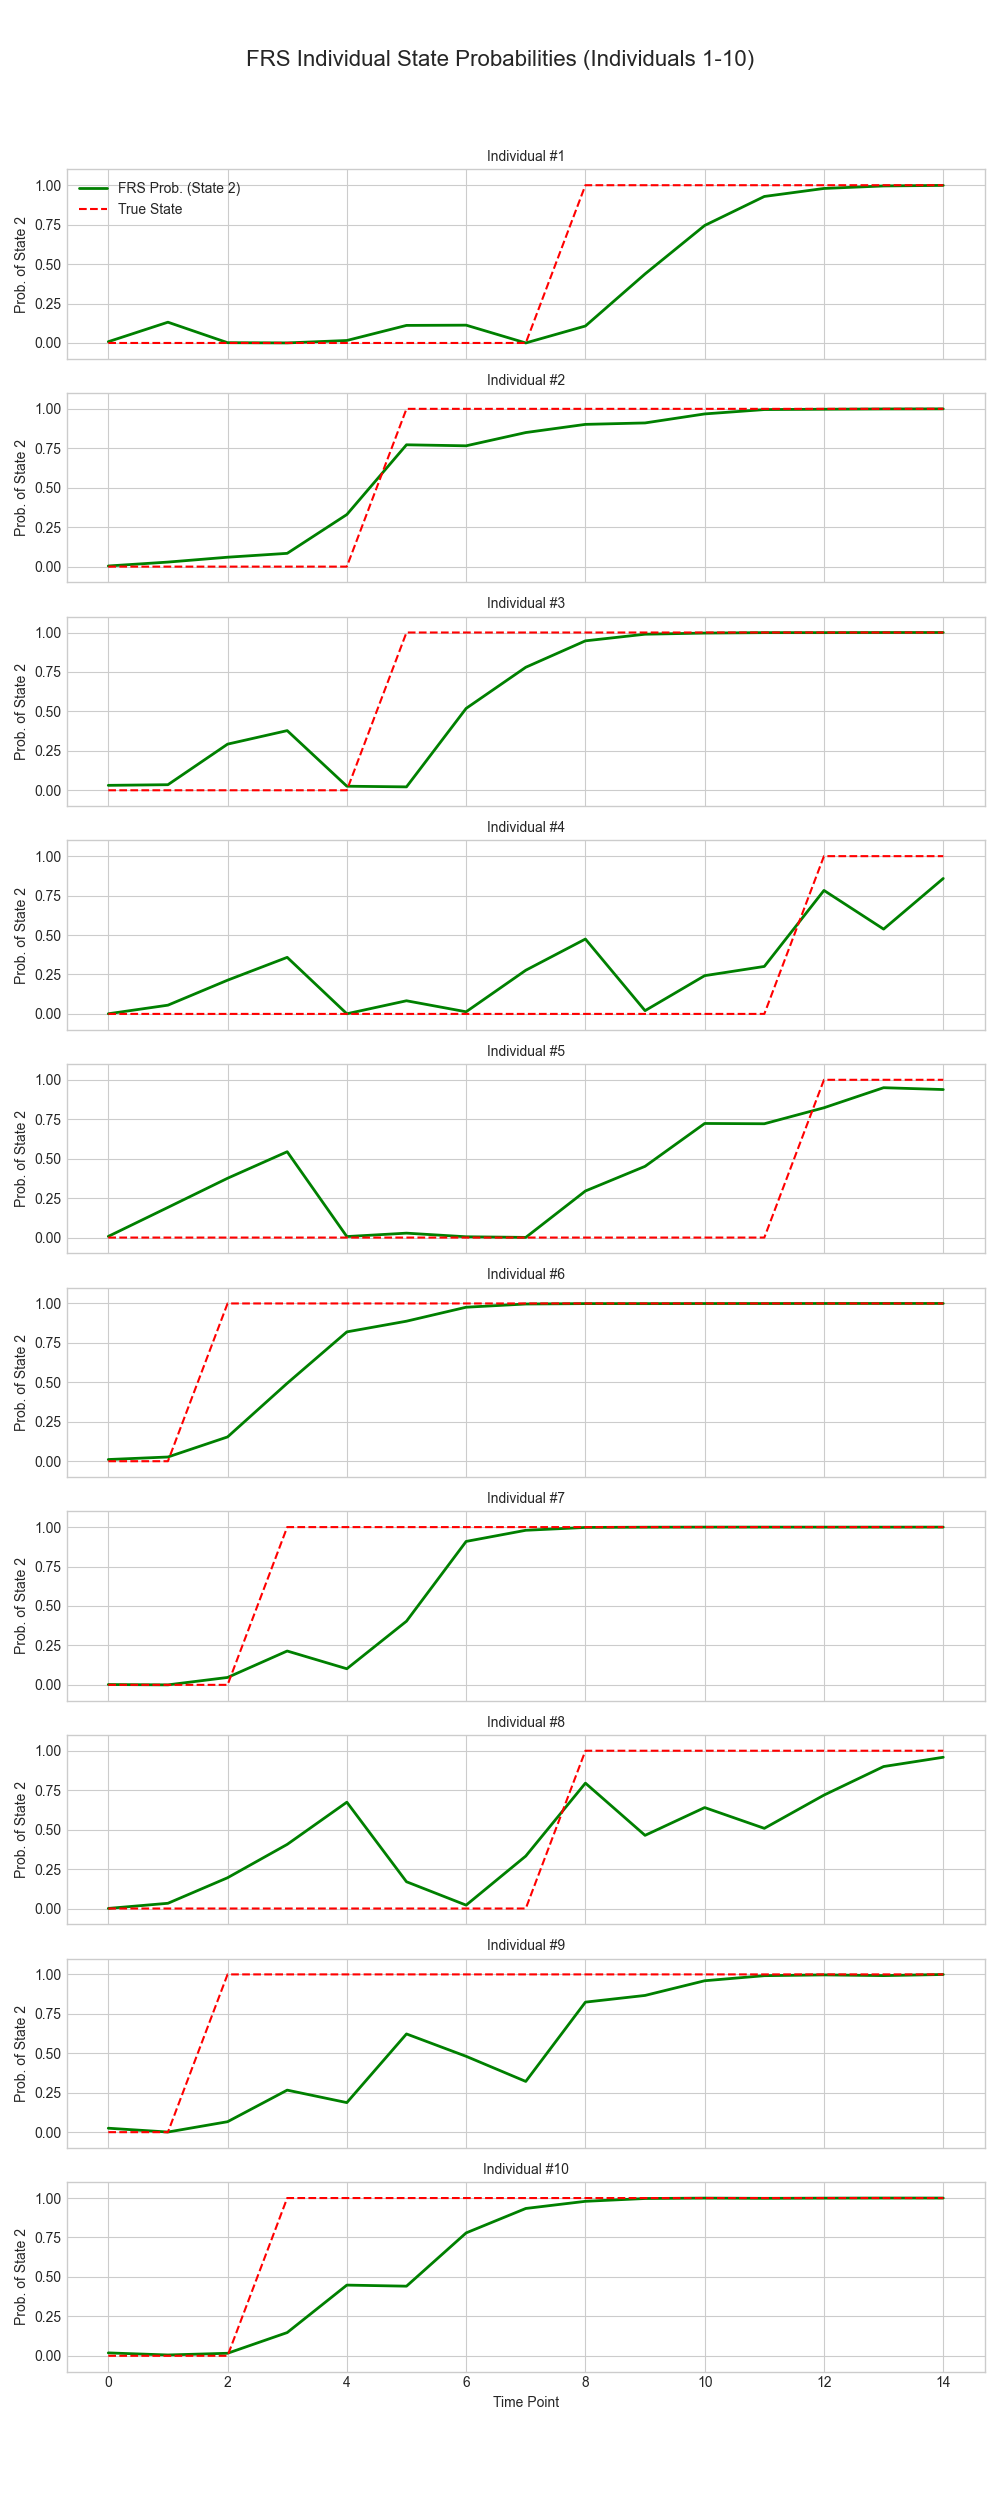 FRS Individual State Probabilities (Individuals 1-10)
Individual #1
FRS Prob. (State 2)
True State
Prob. of State 2
1.00
0.75
0.50
0.25
0.00
Individual #2
Prob. of State 2
1.00
0.75
0.50
0.25
0.00
Individual #3
Prob. of State 2
1.00
0.75
0.50
0.25
0.00
Individual #4
Prob. of State 2
1.00
0.75
0.50
0.25
0.00
Individual #5
Prob. of State 2
1.00
0.75
0.50
0.25
0.00
Individual #6
Prob. of State 2
1.00
0.75
0.50
0.25
0.00
Individual #7
Prob. of State 2
1.00
0.75
0.50
0.25
0.00
Individual #8
Prob. of State 2
1.00
0.75
0.50
0.25
0.00
Individual #9
Prob. of State 2
1.00
0.75
0.50
0.25
0.00
Individual #10
Prob. of State 2
1.00
0.75
0.50
0.25
0.00
0 2 4 6 8 10 12 14
Time Point